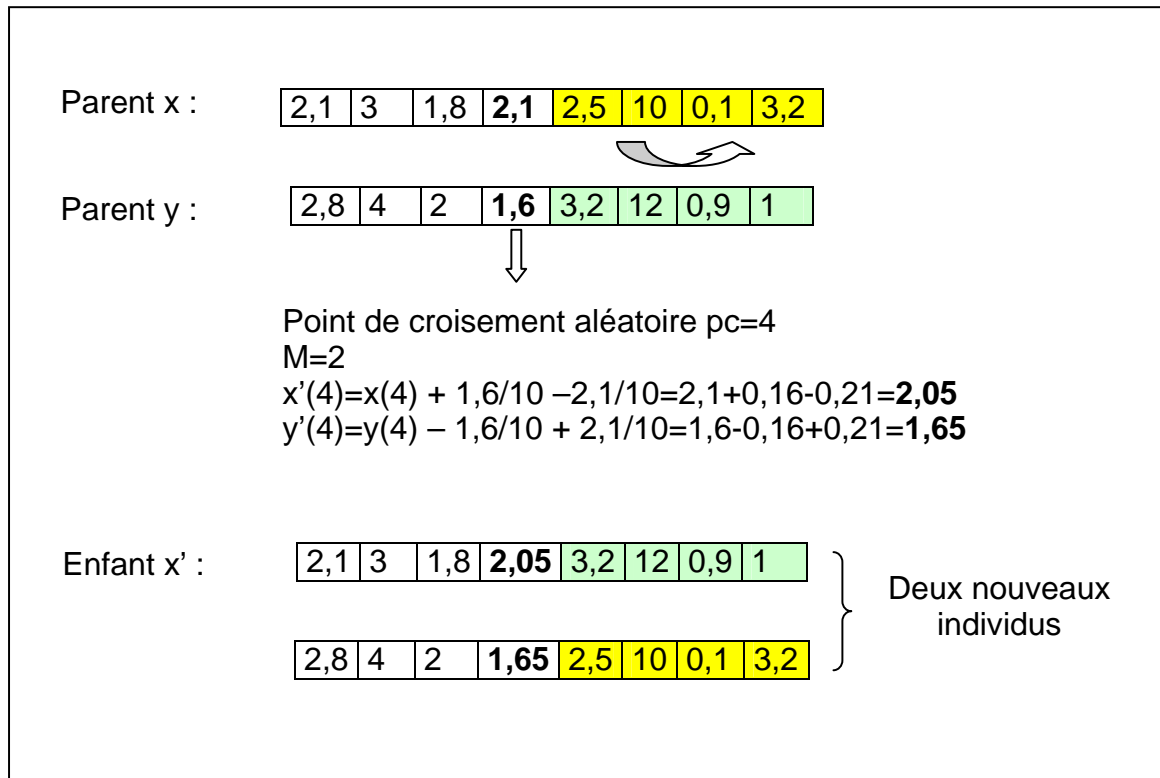 Parent x :
2,1 3 1,8 2,1 2,5 10 0,1 3,2
Parent y :
2,8 4 2 1,6 3,2 12 0,9 1
Point de croisement aléatoire pc=4
M=2
x’(4)=x(4) + 1,6/10 –2,1/10=2,1+0,16-0,21=2,05
y’(4)=y(4) – 1,6/10 + 2,1/10=1,6-0,16+0,21=1,65
Enfant x’ :
2,1 3 1,8 2,05 3,2 12 0,9 1
Deux nouveaux
individus
2,8 4 2 1,65 2,5 10 0,1 3,2